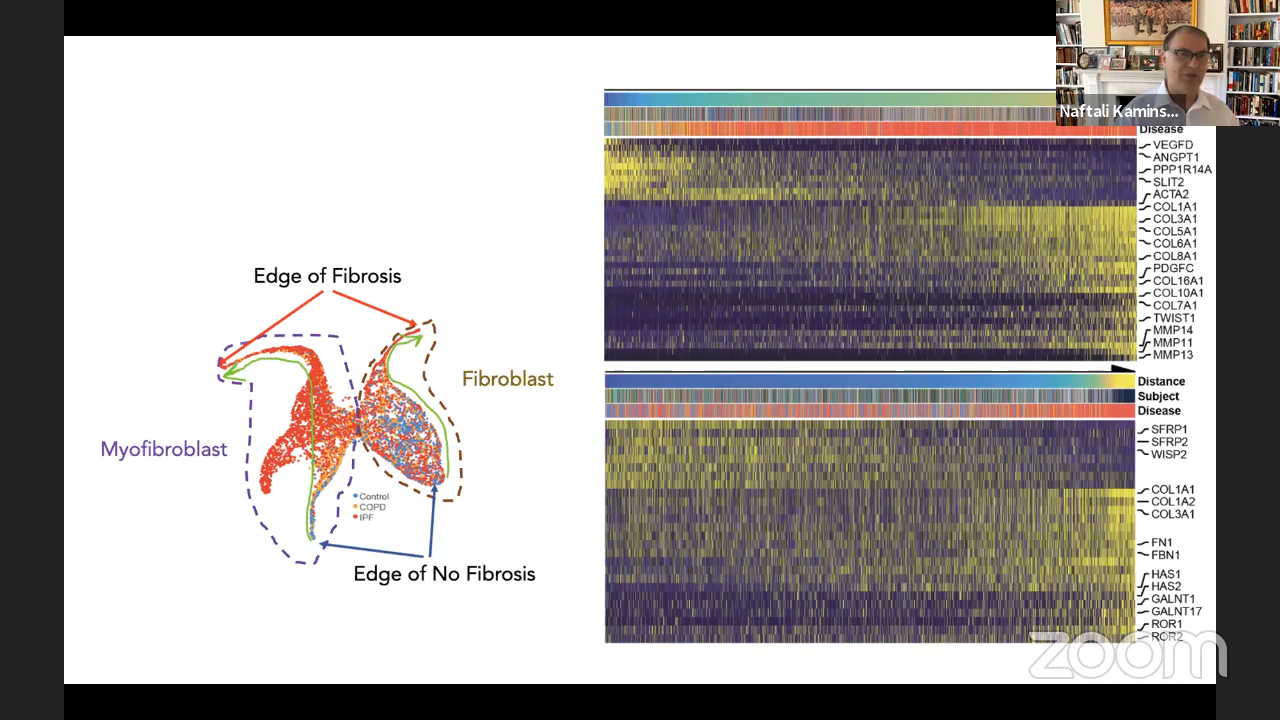 Naftali Kamins...
Edge of Fibrosis
Fibroblast
Myofibroblast
Control
COPD
IPF
Edge of No Fibrosis
Disease
VEGFD
ANGPT1
PPP1R14A
SLIT2
ACTA2
COL1A1
COL3A1
COL5A1
COL6A1
COL8A1
PDGFC
COL16A1
COL10A1
COL7A1
TWIST1
MMP14
MMP11
MMP13
Distance
Subject
Disease
SFRP1
SFRP2
WISP2
COL1A1
COL1A2
COL3A1
FN1
FBN1
HAS1
HAS2
GALNT1
GALNT17
ROR1
ROR2
zoom